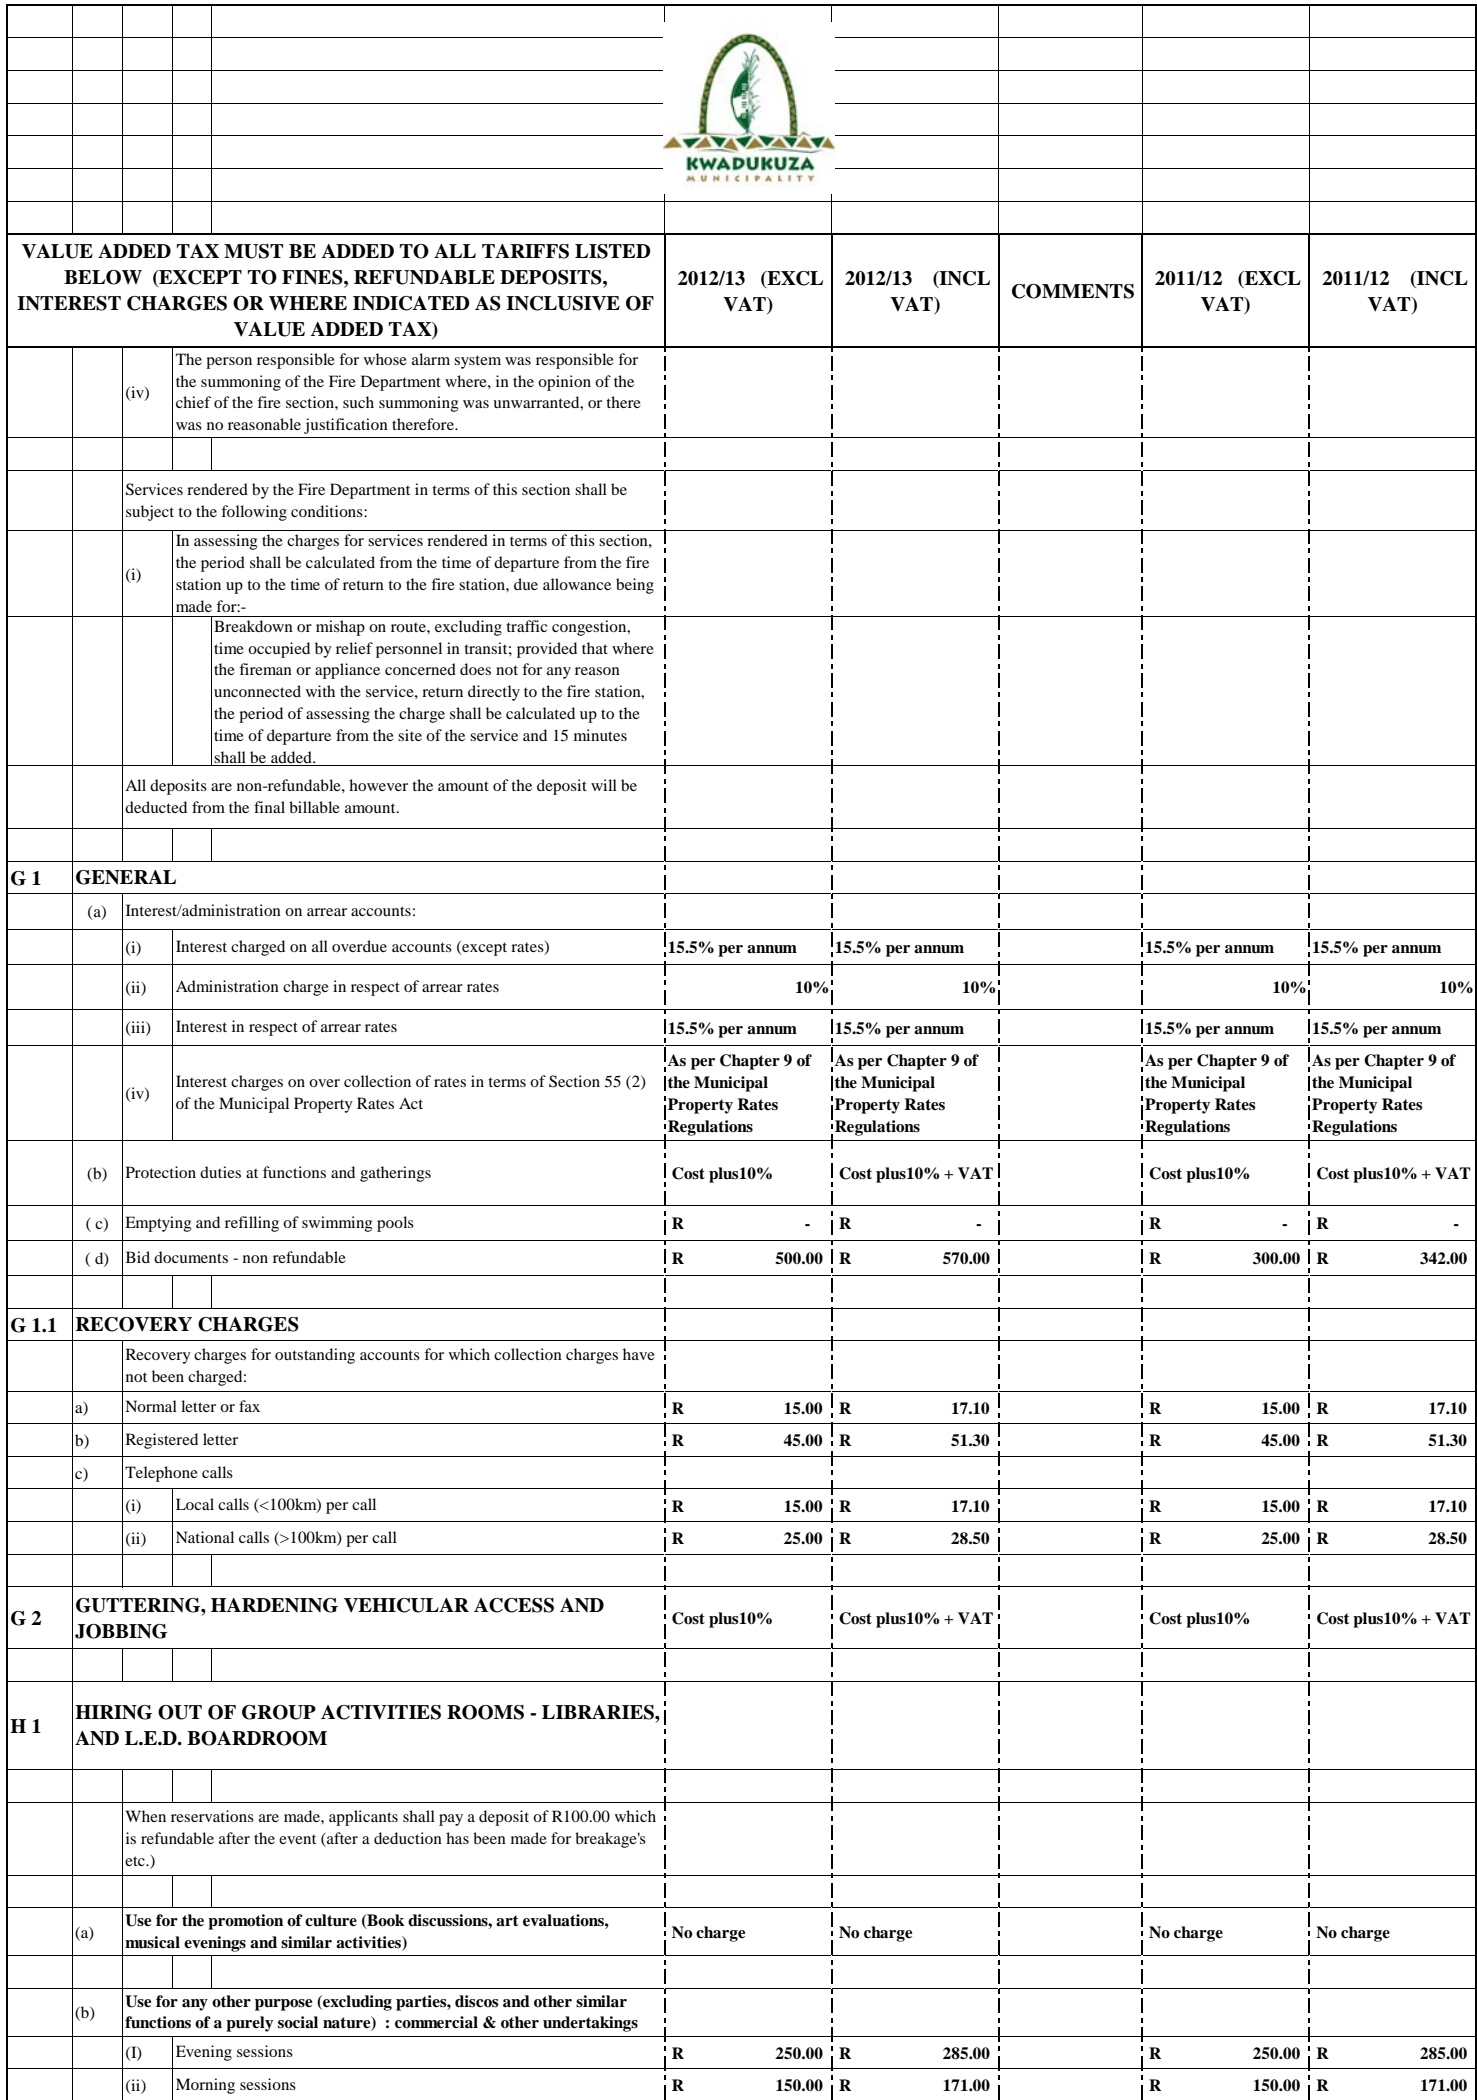 KWADUKUZA
MUNICIPALITY
VALUE ADDED TAX MUST BE ADDED TO ALL TARIFFS LISTED
BELOW (EXCEPT TO FINES, REFUNDABLE DEPOSITS,
INTEREST CHARGES OR WHERE INDICATED AS INCLUSIVE OF
VALUE ADDED TAX)
2012/13 (EXCL
VAT)
2012/13 (INCL
VAT)
COMMENTS
2011/12 (EXCL
VAT)
2011/12 (INCL
VAT)
(iv)
The person responsible for whose alarm system was responsible for
the summoning of the Fire Department where, in the opinion of the
chief of the fire section, such summoning was unwarranted, or there
was no reasonable justification therefore.
Services rendered by the Fire Department in terms of this section shall be
subject to the following conditions:
(i)
In assessing the charges for services rendered in terms of this section,
the period shall be calculated from the time of departure from the fire
station up to the time of return to the fire station, due allowance being
made for:-
Breakdown or mishap on route, excluding traffic congestion,
time occupied by relief personnel in transit; provided that where
the fireman or appliance concerned does not for any reason
unconnected with the service, return directly to the fire station,
the period of assessing the charge shall be calculated up to the
time of departure from the site of the service and 15 minutes
shall be added.
All deposits are non-refundable, however the amount of the deposit will be
deducted from the final billable amount.
G 1 GENERAL
(a) Interest/administration on arrear accounts:
(i) Interest charged on all overdue accounts (except rates) 15.5% per annum 15.5% per annum 15.5% per annum 15.5% per annum
(ii) Administration charge in respect of arrear rates 10% 10% 10% 10%
(iii) Interest in respect of arrear rates 15.5% per annum 15.5% per annum 15.5% per annum 15.5% per annum
(iv)
Interest charges on over collection of rates in terms of Section 55 (2)
of the Municipal Property Rates Act
As per Chapter 9 of
the Municipal
Property Rates
Regulations
As per Chapter 9 of
the Municipal
Property Rates
Regulations
As per Chapter 9 of
the Municipal
Property Rates
Regulations
As per Chapter 9 of
the Municipal
Property Rates
Regulations
(b) Protection duties at functions and gatherings Cost plus10% Cost plus10% + VAT Cost plus10% Cost plus10% + VAT
( c) Emptying and refilling of swimming pools R - R - R - R -
( d) Bid documents - non refundable R 500.00 R 570.00 R 300.00 R 342.00
G 1.1 RECOVERY CHARGES
Recovery charges for outstanding accounts for which collection charges have
not been charged:
a) Normal letter or fax R 15.00 R 17.10 R 15.00 R 17.10
b) Registered letter R 45.00 R 51.30 R 45.00 R 51.30
c) Telephone calls
(i) Local calls (<100km) per call R 15.00 R 17.10 R 15.00 R 17.10
(ii) National calls (>100km) per call R 25.00 R 28.50 R 25.00 R 28.50
G 2
GUTTERING, HARDENING VEHICULAR ACCESS AND
JOBBING
Cost plus10% Cost plus10% + VAT Cost plus10% Cost plus10% + VAT
H 1
HIRING OUT OF GROUP ACTIVITIES ROOMS - LIBRARIES,
AND L.E.D. BOARDROOM
When reservations are made, applicants shall pay a deposit of R100.00 which
is refundable after the event (after a deduction has been made for breakage's
etc.)
(a)
Use for the promotion of culture (Book discussions, art evaluations,
musical evenings and similar activities)
No charge No charge No charge No charge
(b)
Use for any other purpose (excluding parties, discos and other similar
functions of a purely social nature) : commercial & other undertakings
(I) Evening sessions R 250.00 R 285.00 R 250.00 R 285.00
(ii) Morning sessions R 150.00 R 171.00 R 150.00 R 171.00